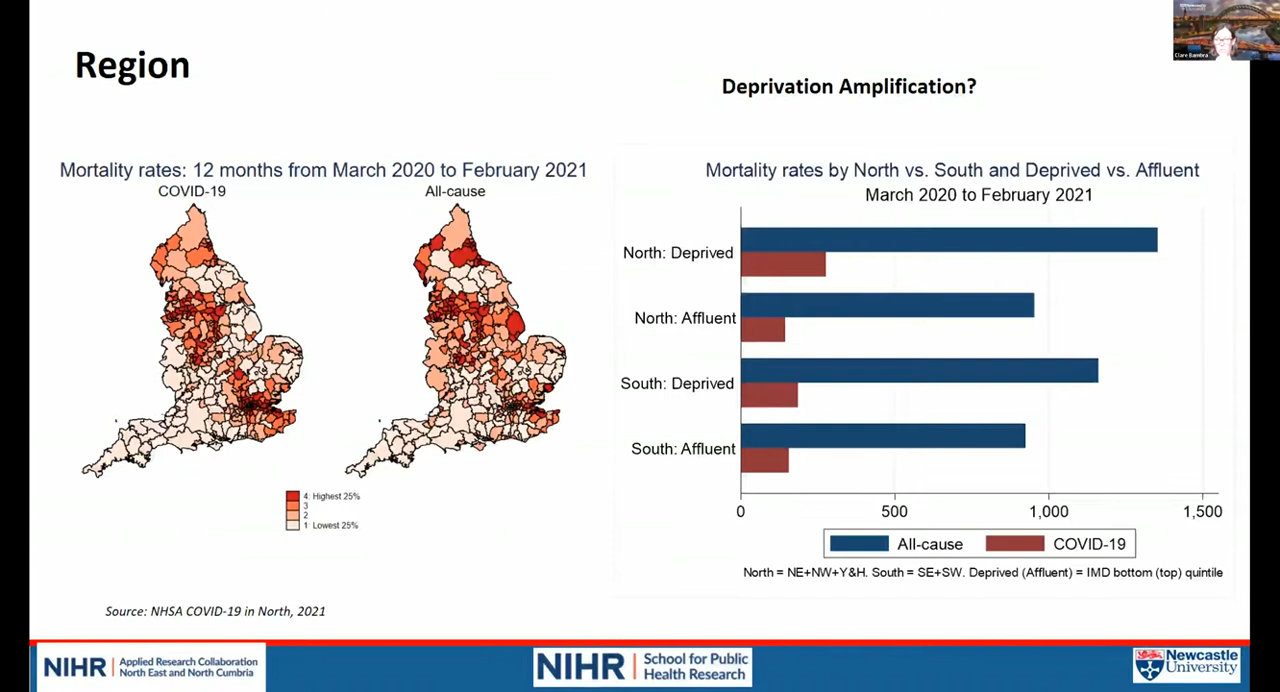 Region
Deprivation Amplification?
Clare Bambra
Mortality rates: 12 months from March 2020 to February 2021
COVID-19
All-cause
4: Highest 25%
3
2
1 Lowest 25%
Source: NHSA COVID-19 in North, 2021
Mortality rates by North vs. South and Deprived vs. Affluent
March 2020 to February 2021
North: Deprived
North: Affluent
South: Deprived
South: Affluent
0 500 1,000 1,500
All-cause COVID-19
North = NE+NW+Y&H. South = SE+SW. Deprived (Affluent) = IMD bottom (top) quintile
NIHR | Applied Research Collaboration
North East and North Cumbria
NIHR | School for Public
Health Research
Newcastle
University